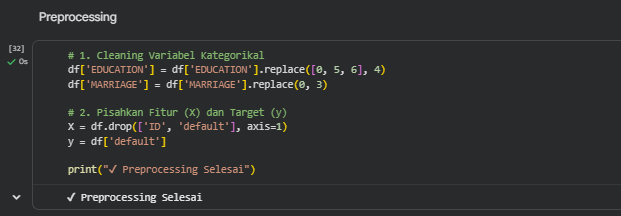 Preprocessing
[32]
✓ 0s
# 1. Cleaning Variabel Kategorikal
df['EDUCATION'] = df['EDUCATION'].replace([0, 5, 6], 4)
df['MARRIAGE'] = df['MARRIAGE'].replace(0, 3)
# 2. Pisahkan Fitur (X) dan Target (y)
X = df.drop(['ID', 'default'], axis=1)
y = df['default']
print("✓ Preprocessing Selesai")
✓ Preprocessing Selesai